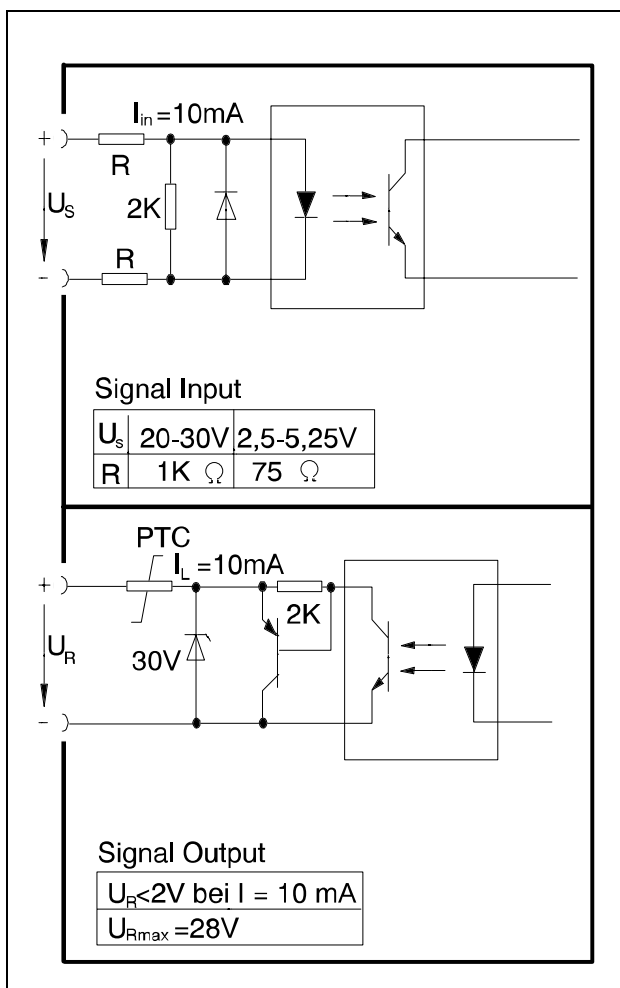 I_in = 10mA
+
R
U_S
2K
-
R
Signal Input
U_s 20-30V 2,5-5,25V
R 1K Ω 75 Ω
PTC
I_L = 10mA
+
2K
U_R
30V
-
Signal Output
U_R<2V bei I = 10 mA
U_Rmax =28V